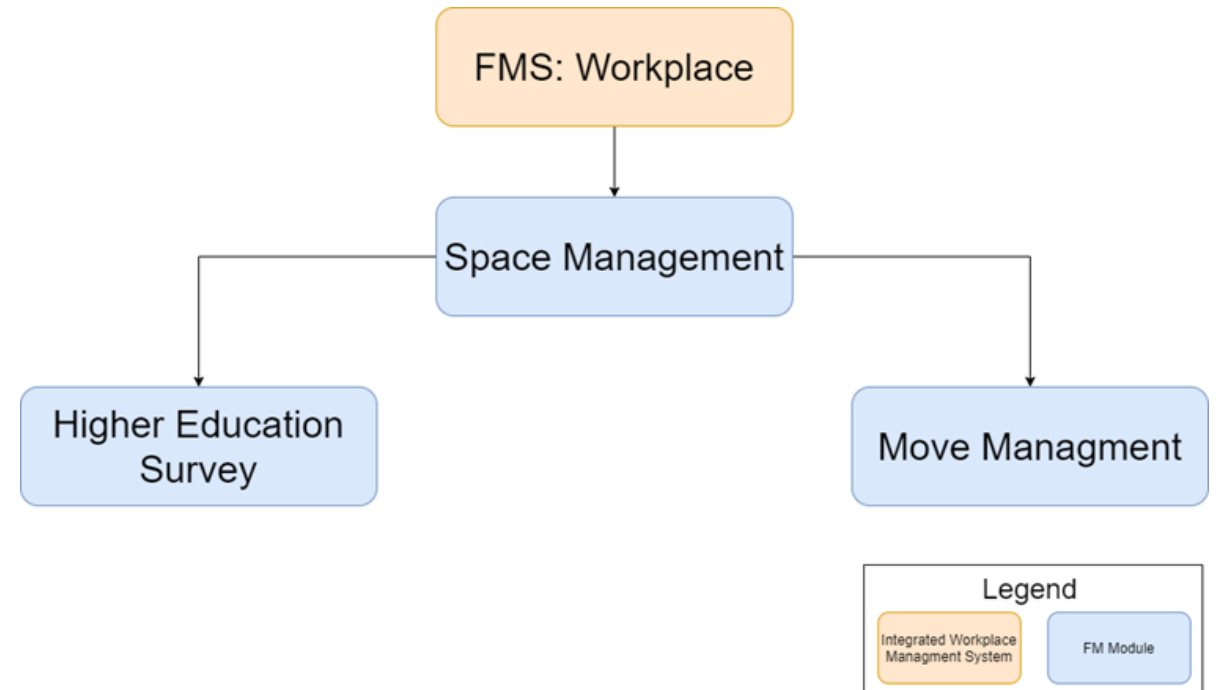 FMS: Workplace
Space Management
Higher Education
Survey
Move Managment
Legend
Integrated Workplace
Managment System
FM Module